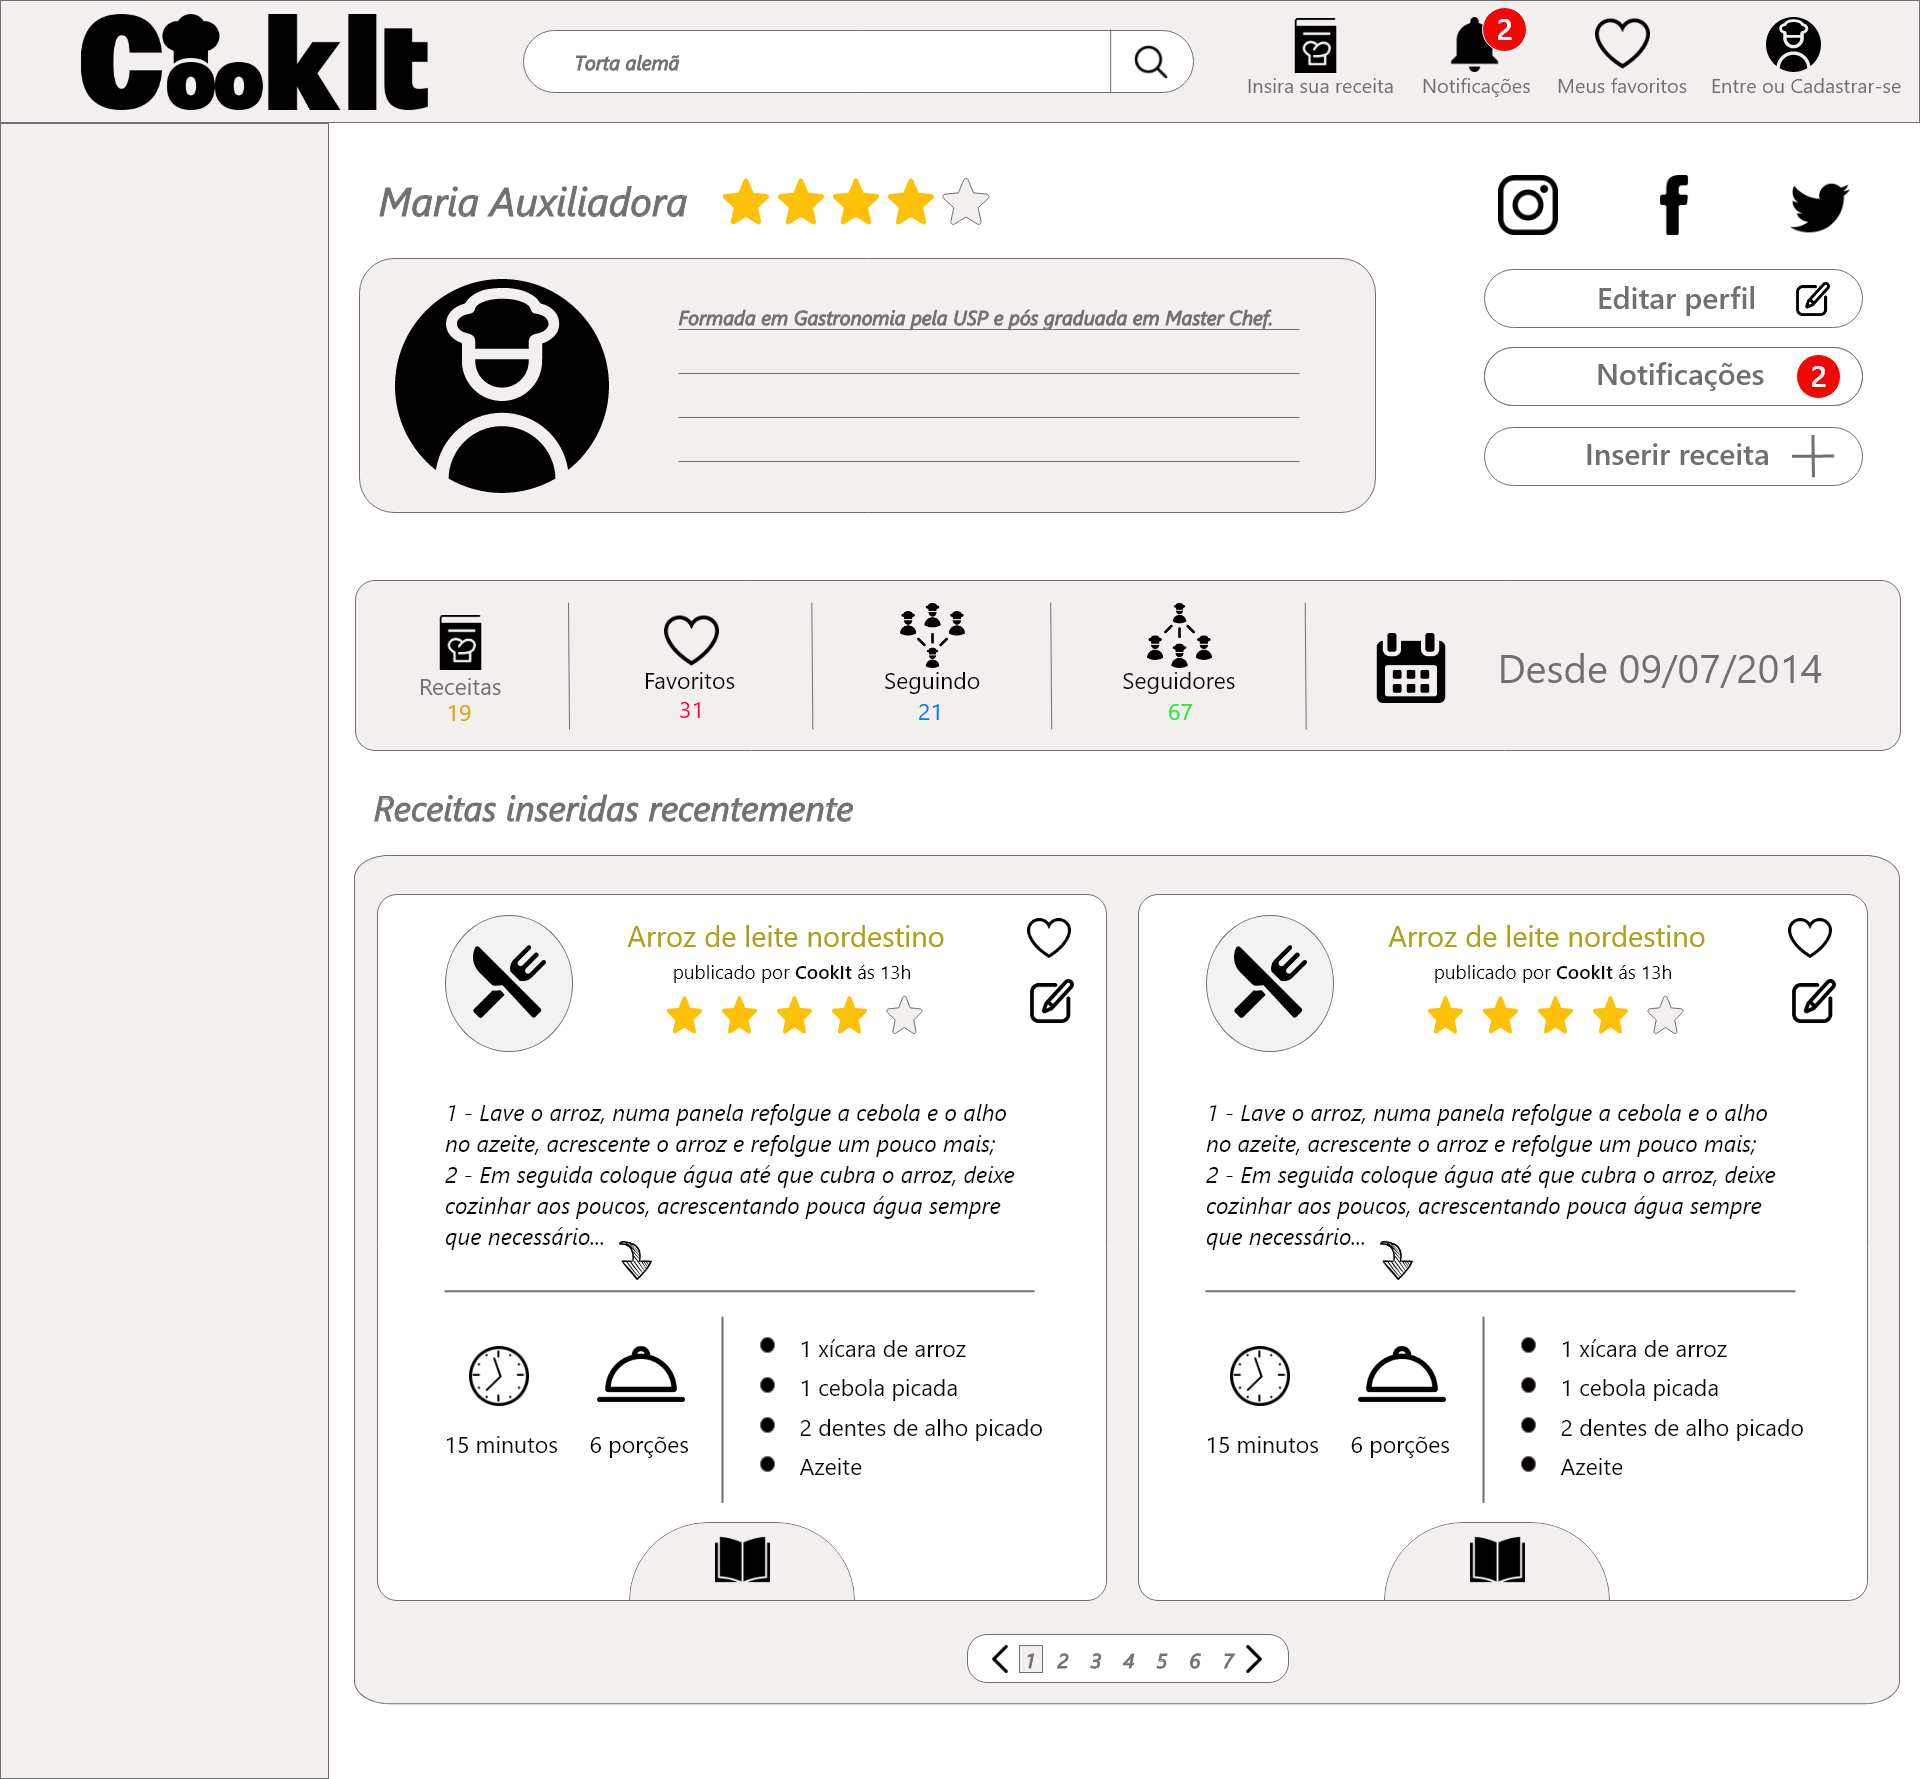 CookIt
Torta alemã
2
Insira sua receita
Notificações
Meus favoritos
Entre ou Cadastrar-se
Maria Auxiliadora
Formada em Gastronomia pela USP e pós graduada em Master Chef.
Editar perfil
Notificações 2
Inserir receita
Receitas
19
Favoritos
31
Seguindo
21
Seguidores
67
Desde 09/07/2014
Receitas inseridas recentemente
Arroz de leite nordestino
publicado por CookIt ás 13h
1 - Lave o arroz, numa panela refolgue a cebola e o alho
no azeite, acrescente o arroz e refolgue um pouco mais;
2 - Em seguida coloque água até que cubra o arroz, deixe
cozinhar aos poucos, acrescentando pouca água sempre
que necessário...
15 minutos
6 porções
1 xícara de arroz
1 cebola picada
2 dentes de alho picado
Azeite
Arroz de leite nordestino
publicado por CookIt ás 13h
1 - Lave o arroz, numa panela refolgue a cebola e o alho
no azeite, acrescente o arroz e refolgue um pouco mais;
2 - Em seguida coloque água até que cubra o arroz, deixe
cozinhar aos poucos, acrescentando pouca água sempre
que necessário...
15 minutos
6 porções
1 xícara de arroz
1 cebola picada
2 dentes de alho picado
Azeite
1 2 3 4 5 6 7